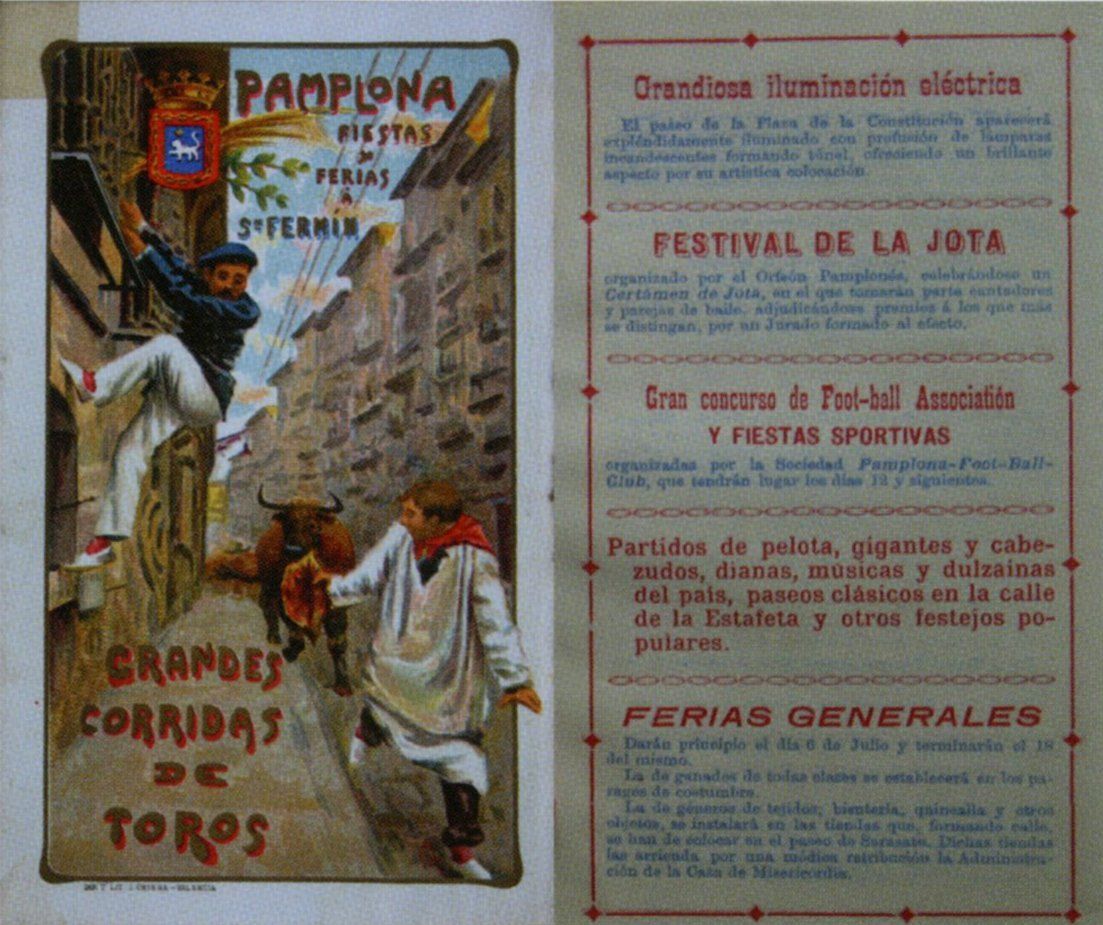 PAMPLONA
FIESTAS
DE
FERIAS
Á
Sn FERMÍN
GRANDES
CORRIDAS
DE
TOROS
IMP. Y LIT. ORTEGA-VALENCIA
Grandiosa iluminación eléctrica
El paseo de la Plaza de la Constitución aparecerá
expléndidamente iluminado con profusión de lámparas
incandescentes formando túnel, ofreciendo un brillante
aspecto por su artística colocación.
FESTIVAL DE LA JOTA
organizado por el Orfeón Pamplonés, celebrándose un
Certámen de Jota, en el que tomarán parte cantadores
y parejas de baile, adjudicándose premios á los que más
se distingan, por un Jurado formado al efecto.
Gran concurso de Foot-ball Associatión
Y FIESTAS SPORTIVAS
organizadas por la Sociedad Pamplona-Foot-Ball-
Club, que tendrán lugar los días 12 y siguientes.
Partidos de pelota, gigantes y cabe-
zudos, dianas, músicas y dulzainas
del país, paseos clásicos en la calle
de la Estafeta y otros festejos po-
pulares.
FERIAS GENERALES
Darán principio el día 6 de Julio y terminarán el 18
del mismo.
La de ganados de todas clases se establecerá en los pa-
rages de costumbre.
La de géneros de tejidos, bisutería, quincalla y otros
objetos, se instalará en las tiendas que, formando calle,
se han de colocar en el paseo de Sarasate. Dichas tiendas
las arrienda por una módica retribución la Administra-
ción de la Casa de Misericordia.